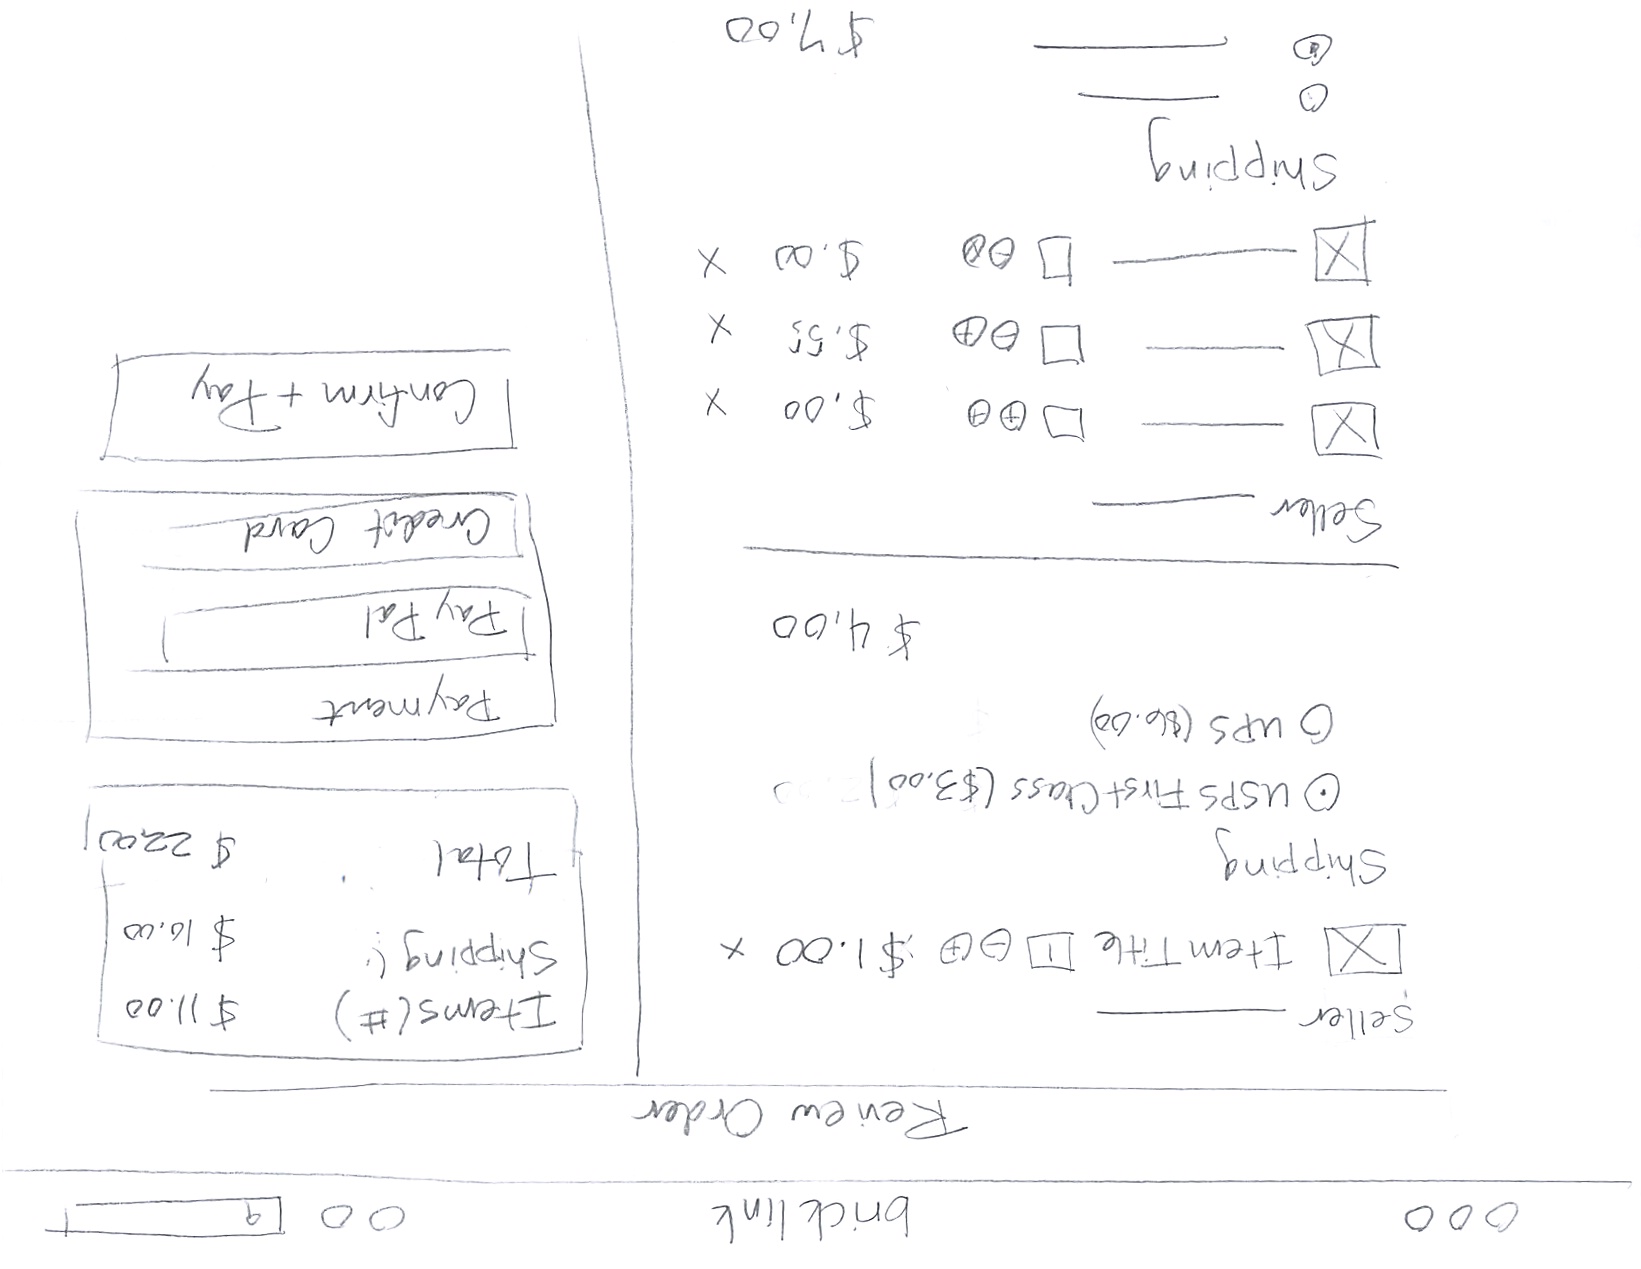 bricklink
Review Order
Seller
Item Title 1 $1.00 x
Shipping
USPS First Class ($3.00)
UPS ($6.00)
$4.00
Seller
$.00 x
$.55 x
$.00 x
Shipping
$7.00
Items(#) $11.00
Shipping (:
$10.00
Total $22.00
Payment
PayPal
Credit Card
Confirm + Pay